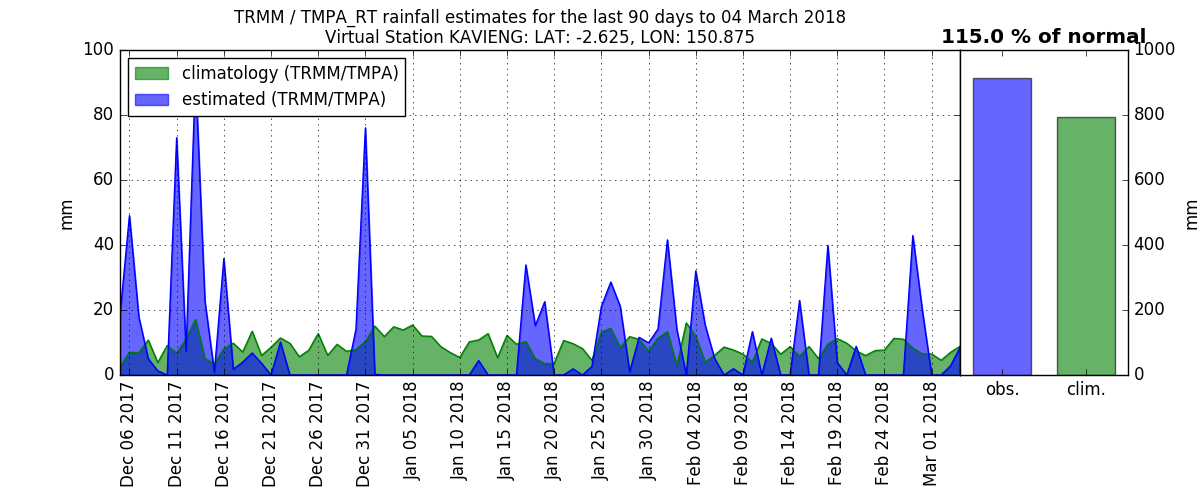 TRMM / TMPA_RT rainfall estimates for the last 90 days to 04 March 2018
Virtual Station KAVIENG: LAT: -2.625, LON: 150.875
115.0 % of normal
climatology (TRMM/TMPA)
estimated (TRMM/TMPA)
mm
100
80
60
40
20
0
Dec 06 2017
Dec 11 2017
Dec 16 2017
Dec 21 2017
Dec 26 2017
Dec 31 2017
Jan 05 2018
Jan 10 2018
Jan 15 2018
Jan 20 2018
Jan 25 2018
Jan 30 2018
Feb 04 2018
Feb 09 2018
Feb 14 2018
Feb 19 2018
Feb 24 2018
Mar 01 2018
obs.
clim.
1000
800
600
400
200
0
mm